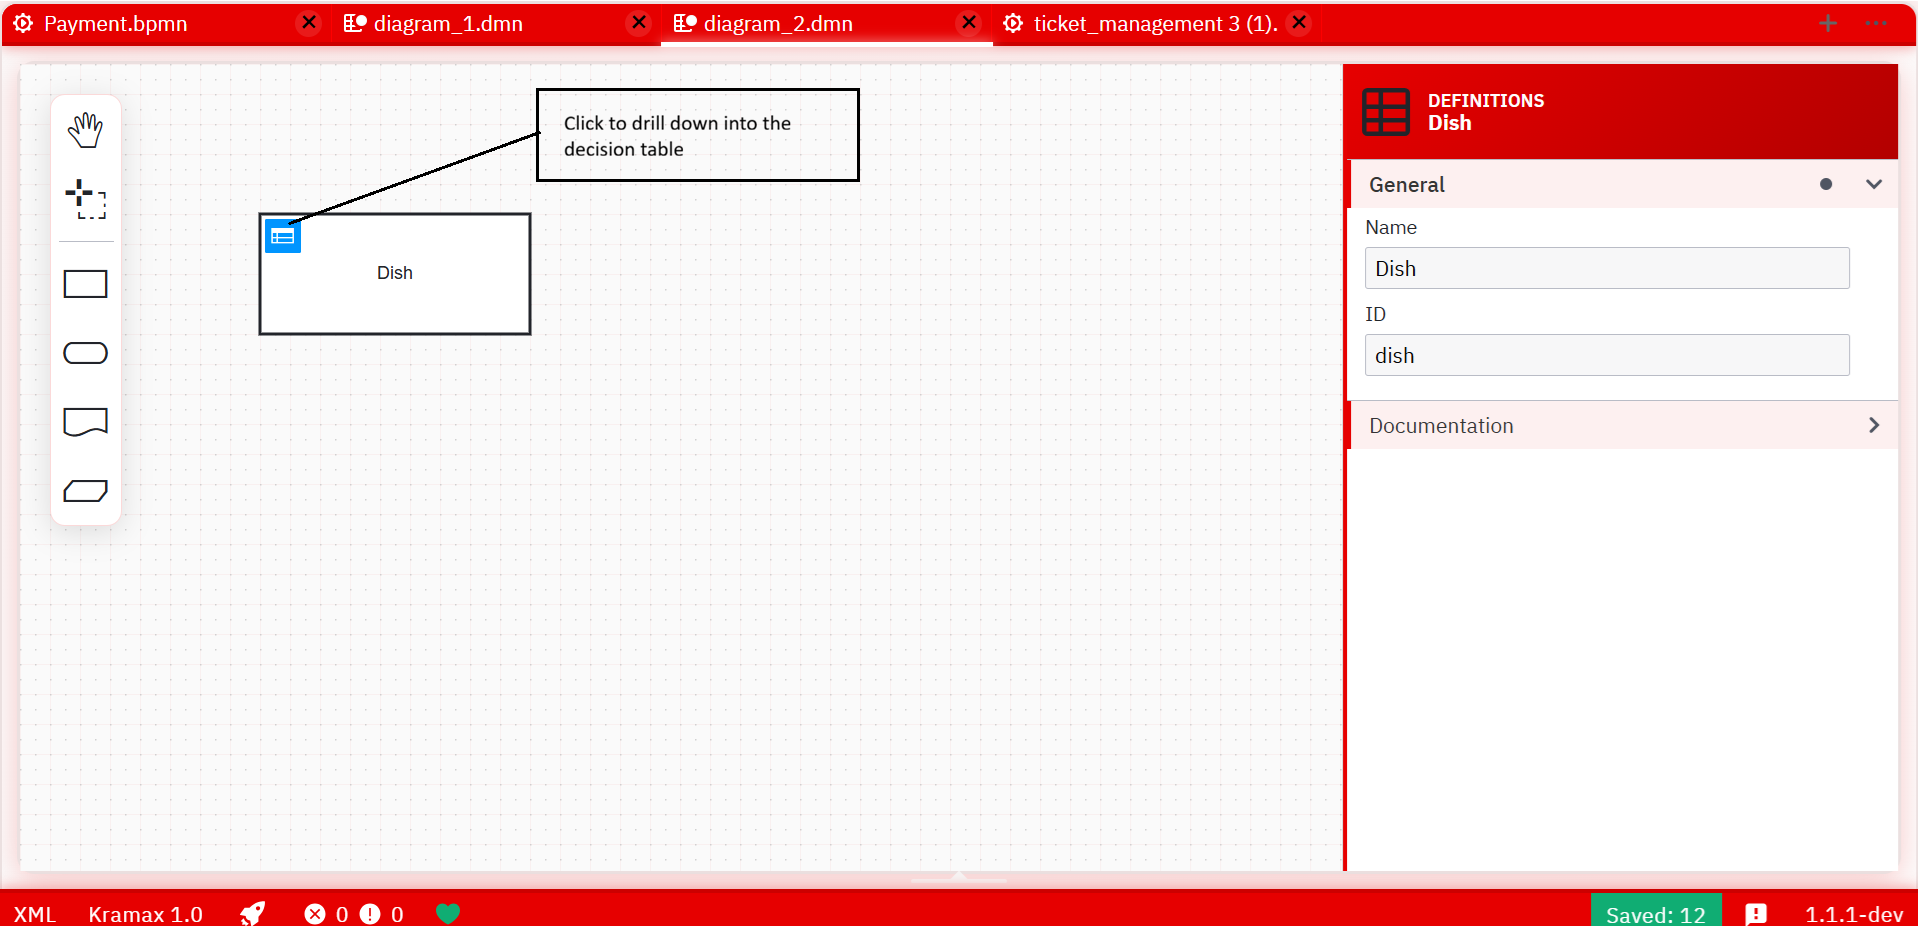 Payment.bpmn
diagram_1.dmn
diagram_2.dmn
ticket_management 3 (1).
Click to drill down into the
decision table
Dish
DEFINITIONS
Dish
General
Name
Dish
ID
dish
Documentation
XML
Kramax 1.0
0
0
Saved: 12
1.1.1-dev